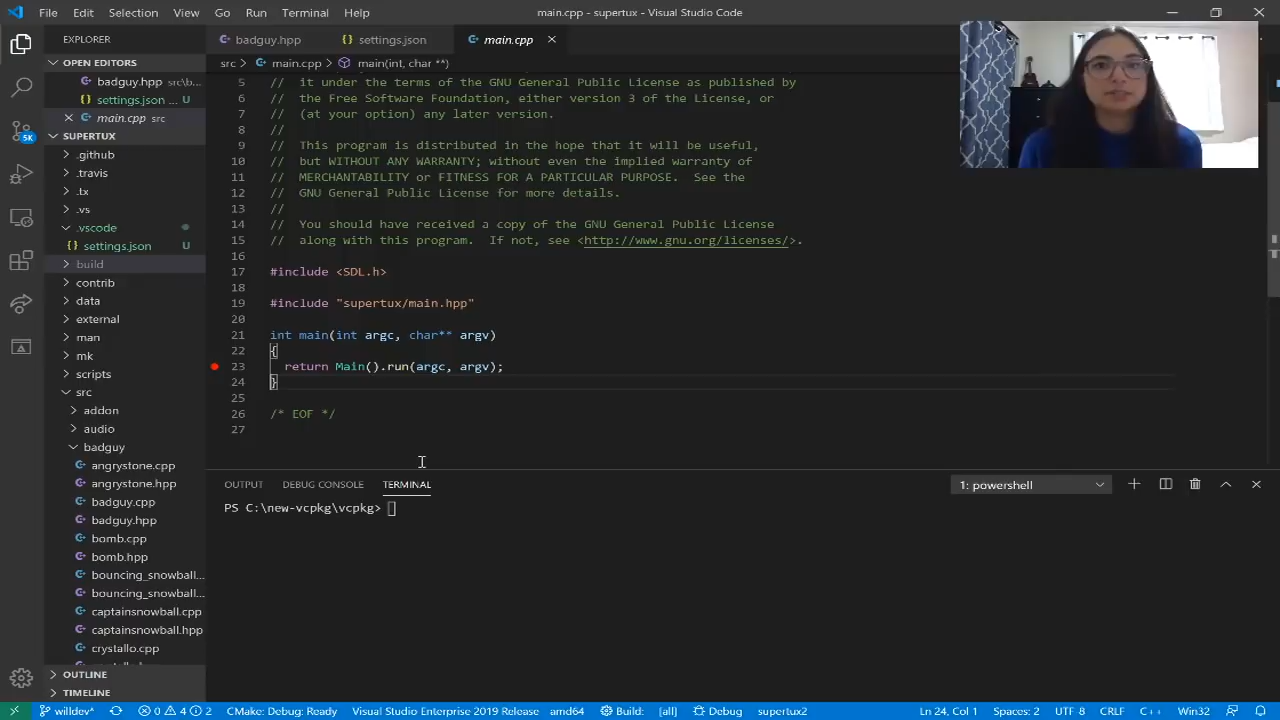 File Edit Selection View Go Run Terminal Help
main.cpp - supertux - Visual Studio Code
EXPLORER
OPEN EDITORS
badguy.hpp src\b...
settings.json ... U
main.cpp src
SUPERTUX
.github
.travis
.tx
.vs
.vscode
settings.json U
build
contrib
data
external
man
mk
scripts
src
addon
audio
badguy
angrystone.cpp
angrystone.hpp
badguy.cpp
badguy.hpp
bomb.cpp
bomb.hpp
bouncing_snowball...
bouncing_snowball...
captainsnowball.cpp
captainsnowball.hpp
crystallo.cpp
OUTLINE
TIMELINE
5K
badguy.hpp settings.json main.cpp
src > main.cpp > main(int, char **)
5 // it under the terms of the GNU General Public License as published by
6 // the Free Software Foundation, either version 3 of the License, or
7 // (at your option) any later version.
8 //
9 // This program is distributed in the hope that it will be useful,
10 // but WITHOUT ANY WARRANTY; without even the implied warranty of
11 // MERCHANTABILITY or FITNESS FOR A PARTICULAR PURPOSE. See the
12 // GNU General Public License for more details.
13 //
14 // You should have received a copy of the GNU General Public License
15 // along with this program. If not, see <http://www.gnu.org/licenses/>.
16
17 #include <SDL.h>
18
19 #include "supertux/main.hpp"
20
21 int main(int argc, char** argv)
22 {
23 return Main().run(argc, argv);
24 }
25
26 /* EOF */
27
OUTPUT DEBUG CONSOLE TERMINAL
1: powershell
PS C:\new-vcpkg\vcpkg>
willdev* 0 4 2 CMake: Debug: Ready Visual Studio Enterprise 2019 Release amd64 Build: [all] Debug supertux2 Ln 24, Col 1 Spaces: 2 UTF-8 CRLF C++ Win32